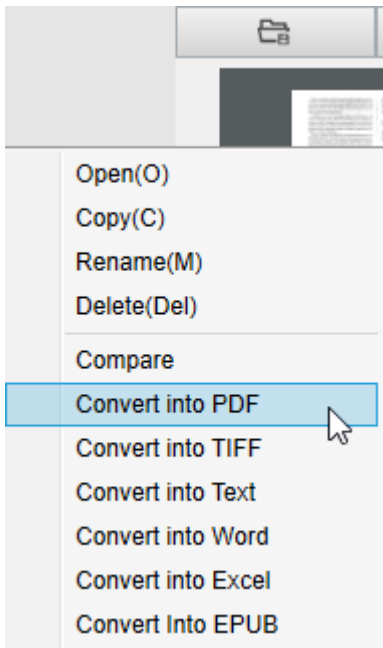 Open(O)
Copy(C)
Rename(M)
Delete(Del)
Compare
Convert into PDF
Convert into TIFF
Convert into Text
Convert into Word
Convert into Excel
Convert Into EPUB